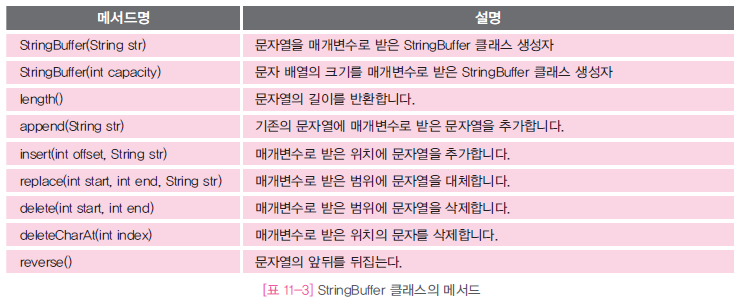 메서드명 설명
StringBuffer(String str) 문자열을 매개변수로 받은 StringBuffer 클래스 생성자
StringBuffer(int capacity) 문자 배열의 크기를 매개변수로 받은 StringBuffer 클래스 생성자
length() 문자열의 길이를 반환합니다.
append(String str) 기존의 문자열에 매개변수로 받은 문자열을 추가합니다.
insert(int offset, String str) 매개변수로 받은 위치에 문자열을 추가합니다.
replace(int start, int end, String str) 매개변수로 받은 범위에 문자열을 대체합니다.
delete(int start, int end) 매개변수로 받은 범위에 문자열을 삭제합니다.
deleteCharAt(int index) 매개변수로 받은 위치의 문자를 삭제합니다.
reverse() 문자열의 앞뒤를 뒤집는다.
[표 11-3] StringBuffer 클래스의 메서드